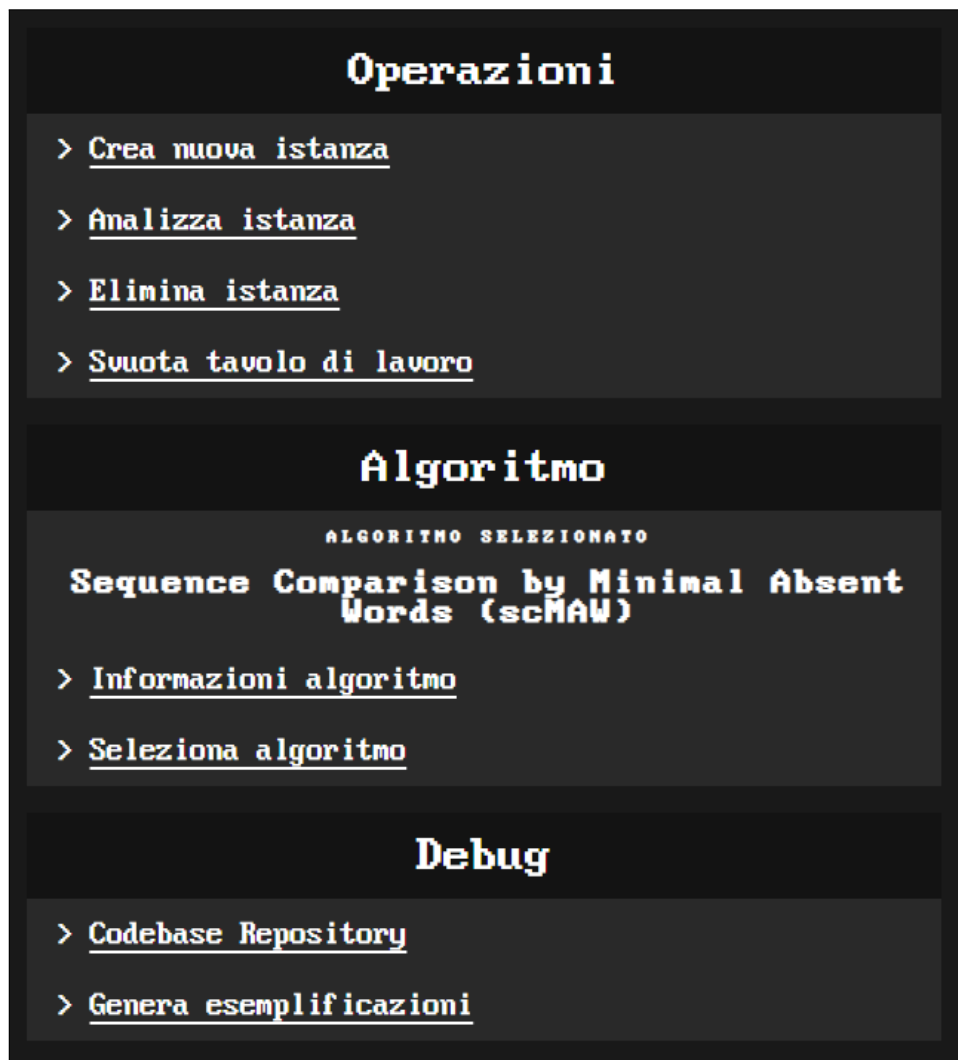 Operazioni
> Crea nuova istanza
> Analizza istanza
> Elimina istanza
> Svuota tavolo di lavoro
Algoritmo
ALGORITMO SELEZIONATO
Sequence Comparison by Minimal Absent
Words (scMAW)
> Informazioni algoritmo
> Seleziona algoritmo
Debug
> Codebase Repository
> Genera esemplificazioni